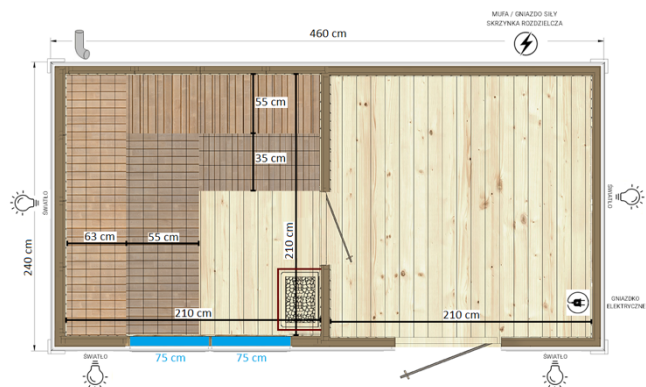 MUFA / GNIAZDO SIŁY
SKRZYNKA ROZDZIELCZA
460 cm
240 cm
55 cm
35 cm
63 cm
55 cm
210 cm
210 cm
210 cm
ŚWIATŁO
ŚWIATŁO
GNIAZDKO
ELEKTRYCZNE
75 cm
75 cm
ŚWIATŁO
ŚWIATŁO